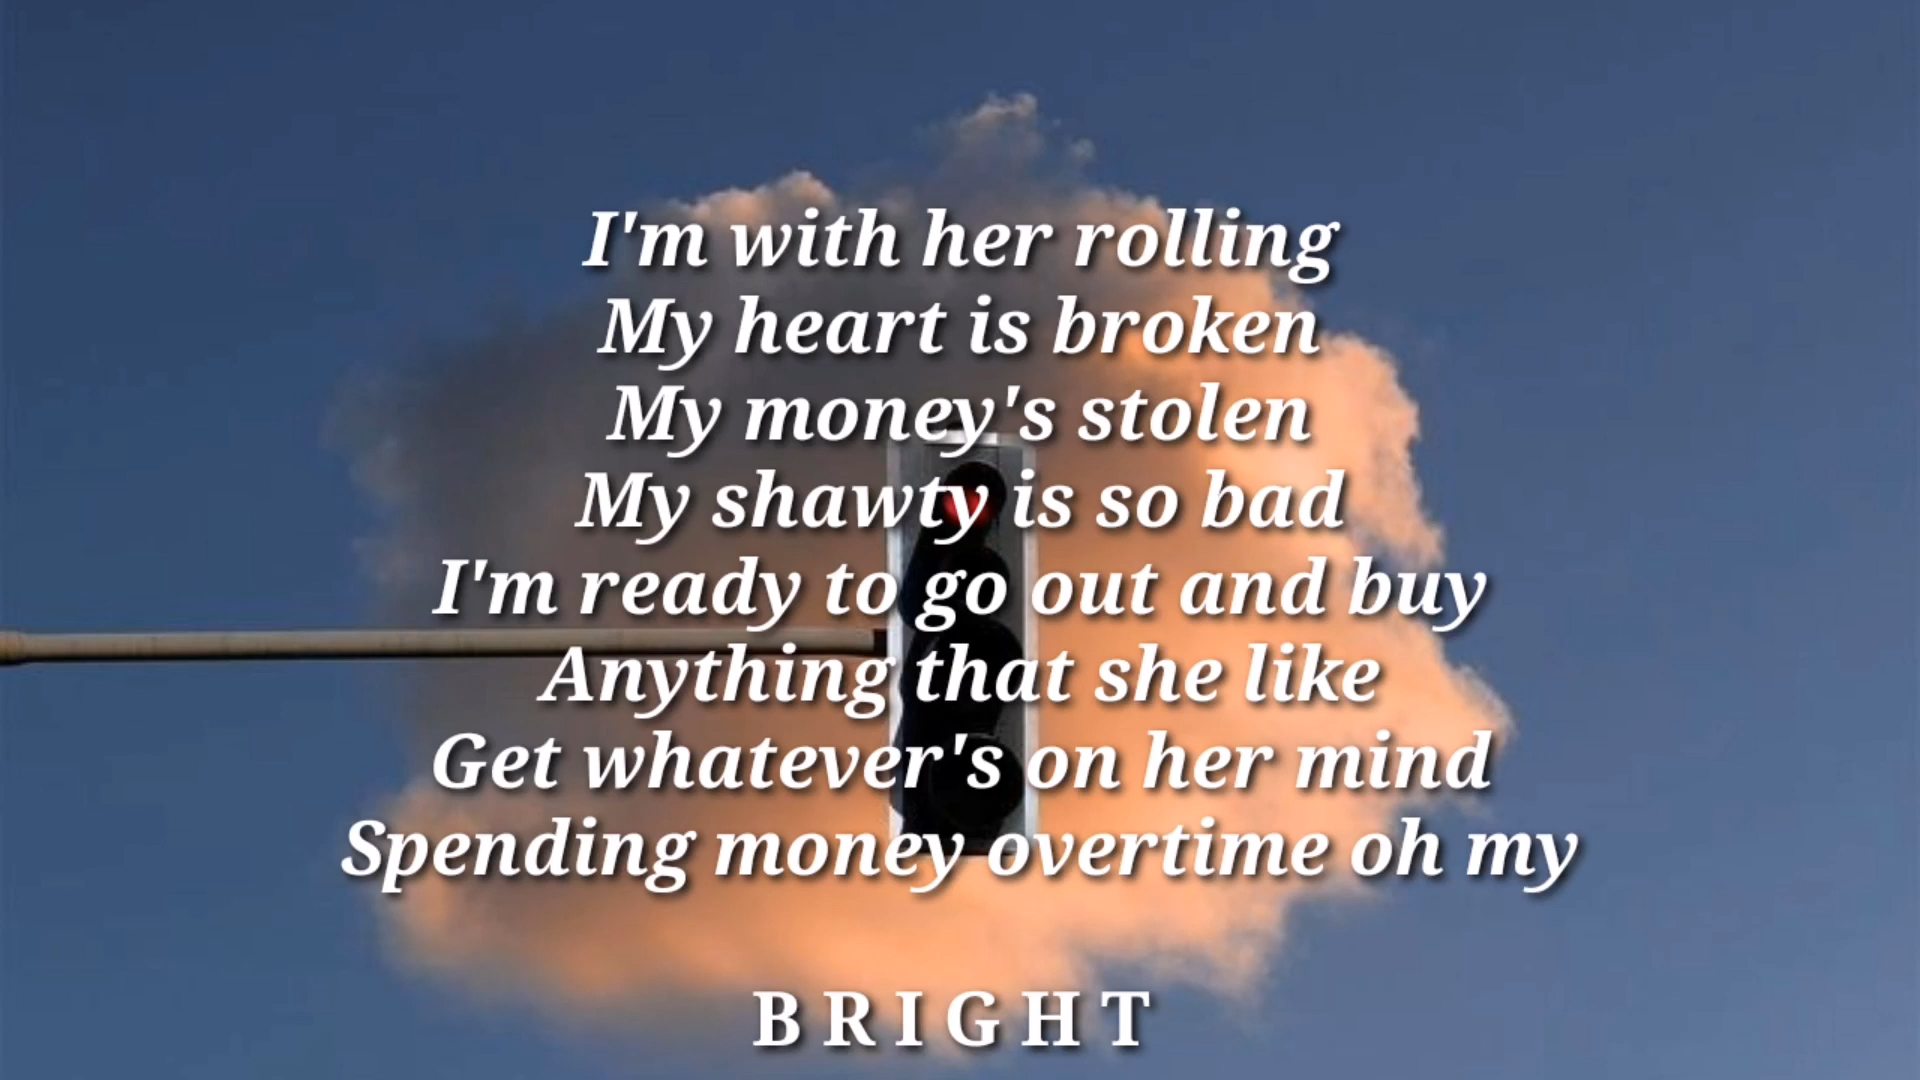 I'm with her rolling
My heart is broken
My money's stolen
My shawty is so bad
I'm ready to go out and buy
Anything that she like
Get whatever's on her mind
Spending money overtime oh my
BRIGHT